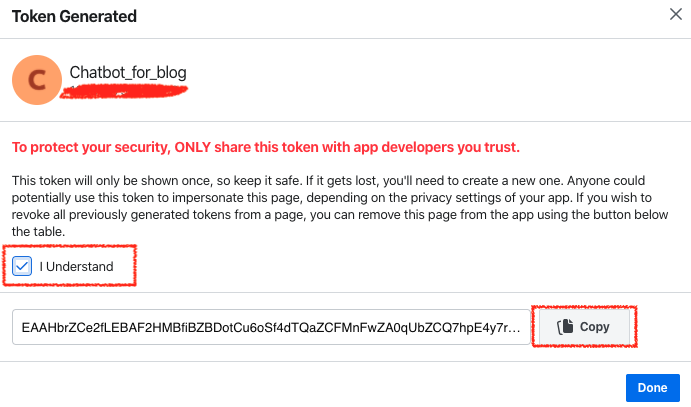 Token Generated
C
Chatbot_for_blog
To protect your security, ONLY share this token with app developers you trust.
This token will only be shown once, so keep it safe. If it gets lost, you'll need to create a new one. Anyone could
potentially use this token to impersonate this page, depending on the privacy settings of your app. If you wish to
revoke all previously generated tokens from a page, you can remove this page from the app using the button below
the table.
I Understand
EAAHbrZCe2fLEBAF2HMBfiBZBDotCu6oSf4dTQaZCFMnFwZA0qUbZCQ7hpE4y7r...
Copy
Done